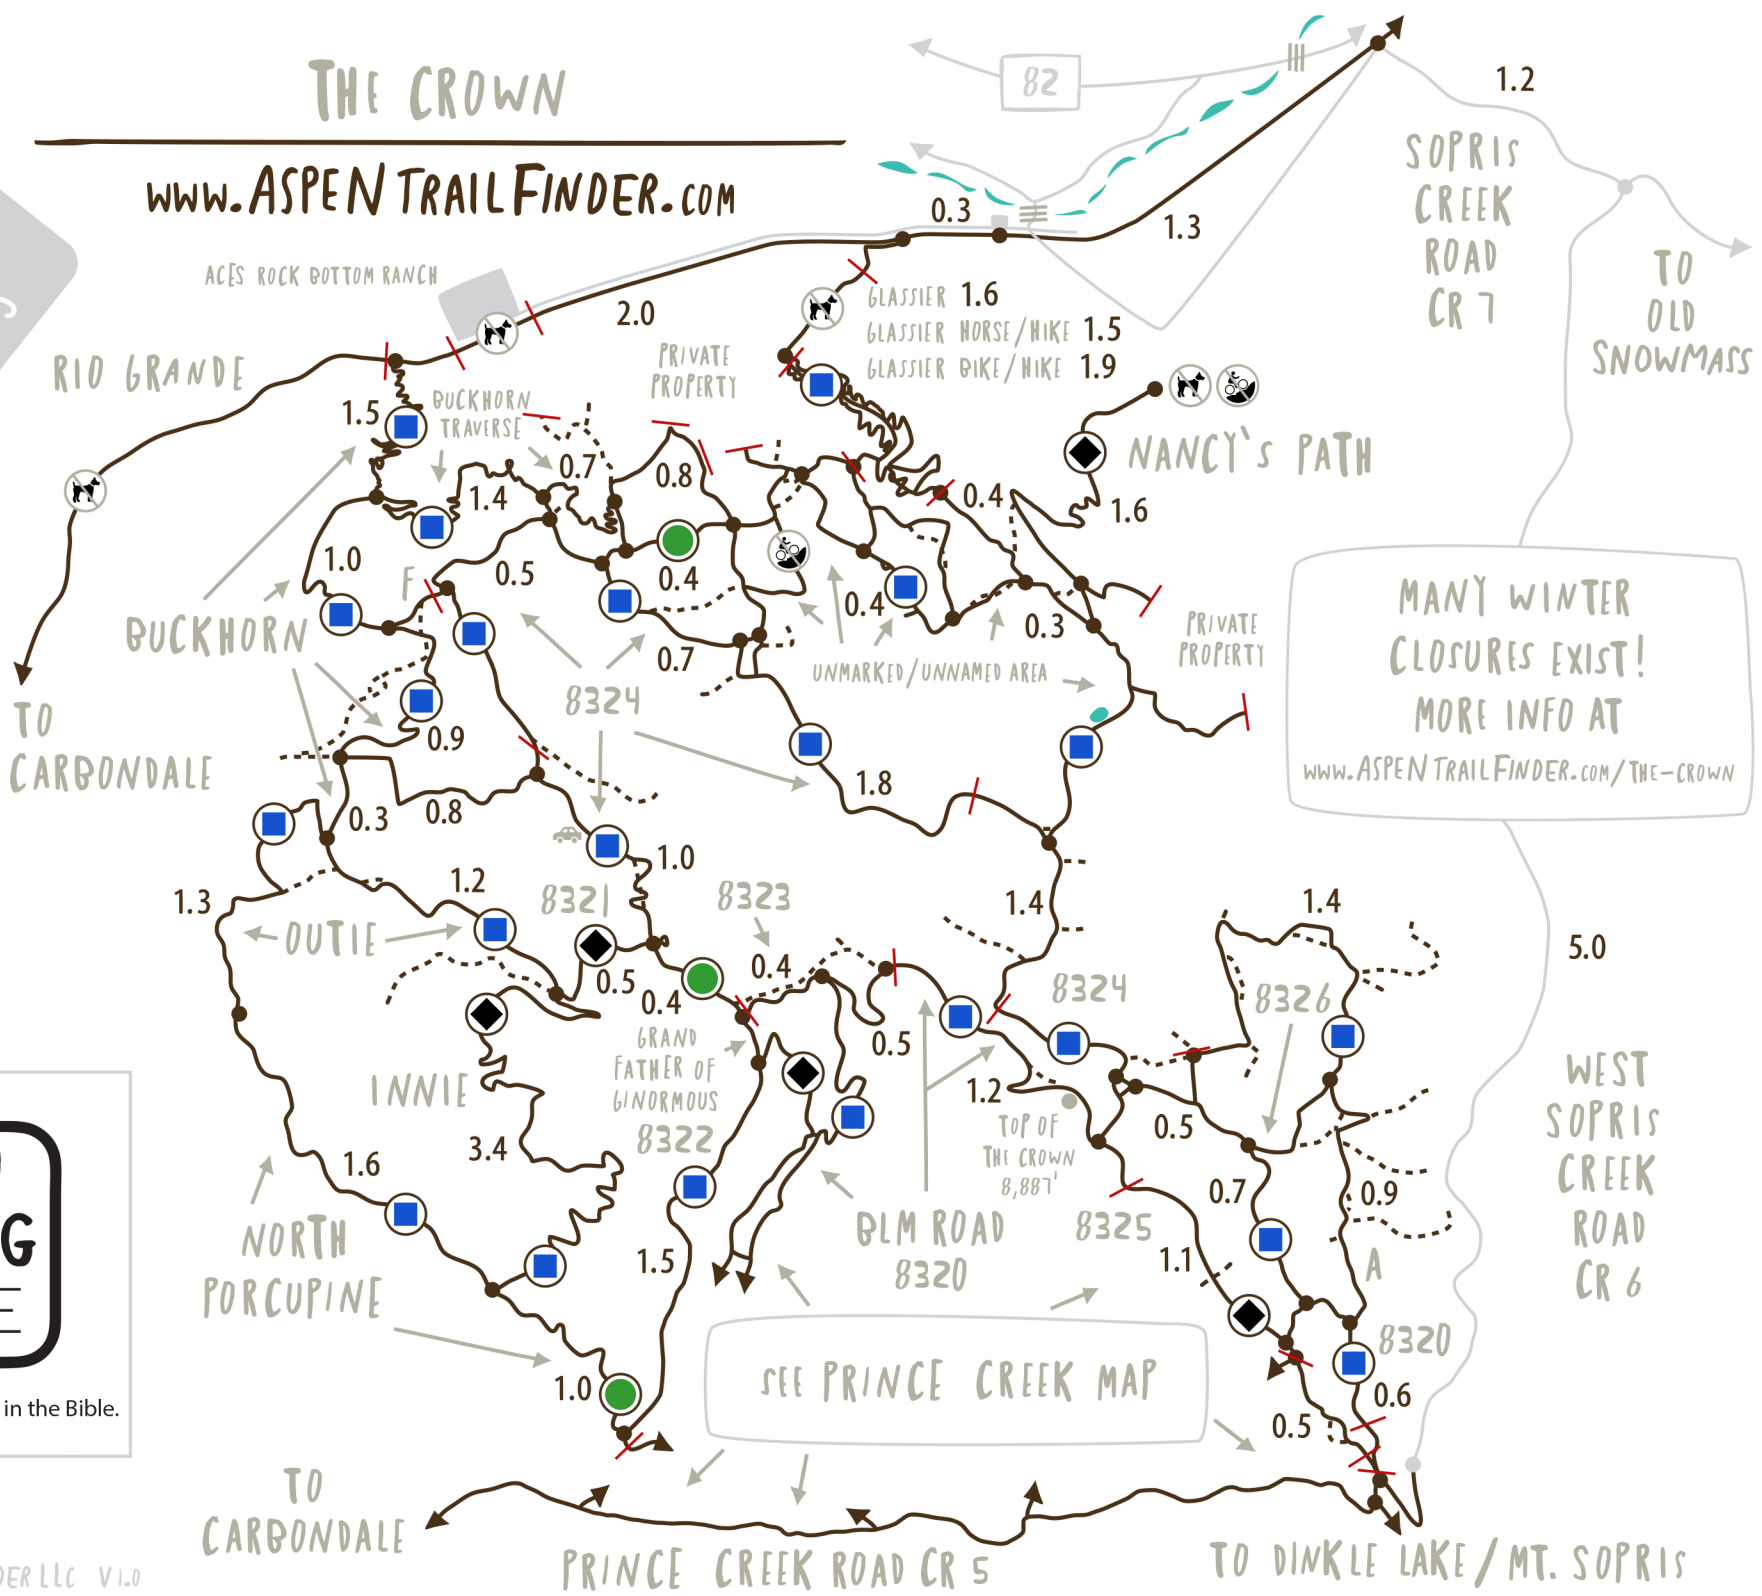 THE CROWN
www.ASPENTRAILFINDER.COM
82
1.2
SOPRIS
CREEK
ROAD
CR 7
TO
OLD
SNOWMASS
0.3
1.3
ACES ROCK BOTTOM RANCH
2.0
GLASSIER 1.6
GLASSIER HORSE/HIKE 1.5
GLASSIER BIKE/HIKE 1.9
PRIVATE
PROPERTY
RIO GRANDE
1.5
BUCKHORN
TRAVERSE
0.7
0.8
1.4
0.4
NANCY'S PATH
1.6
1.0
F
0.5
0.4
0.4
0.3
BUCKHORN
0.7
UNMARKED/UNNAMED AREA
PRIVATE
PROPERTY
MANY WINTER
CLOSURES EXIST!
MORE INFO AT
www.ASPENTRAILFINDER.COM/THE-CROWN
8324
TO
CARBONDALE
0.9
1.8
0.3
0.8
1.0
1.2
8321
8323
1.3
OUTIE
1.4
1.4
5.0
0.5
0.4
0.4
8324
8326
GRAND
FATHER OF
GINORMOUS
8322
0.5
INNIE
1.2
TOP OF
THE CROWN
8,887'
0.5
WEST
SOPRIS
CREEK
ROAD
CR 6
3.4
1.6
0.7
0.9
NORTH
PORCUPINE
1.5
BLM ROAD
8320
8325
1.1
A
G
E
8320
SEE PRINCE CREEK MAP
1.0
0.6
0.5
in the Bible.
TO
CARBONDALE
PRINCE CREEK ROAD CR 5
TO DINKLE LAKE/MT. SOPRIS
DER LLC V1.0